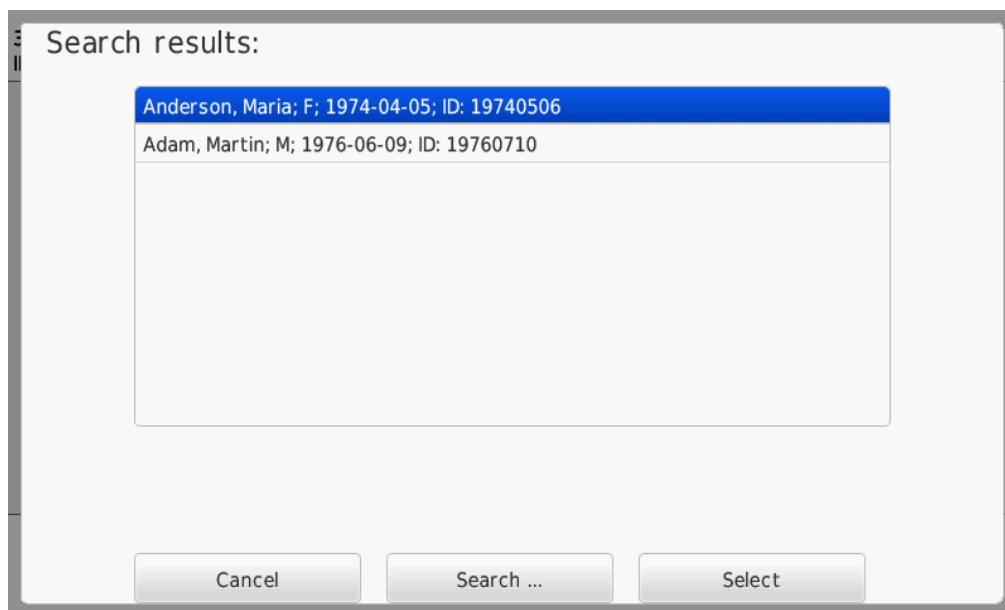 Search results:
Anderson, Maria; F; 1974-04-05; ID: 19740506
Adam, Martin; M; 1976-06-09; ID: 19760710
Cancel
Search ...
Select